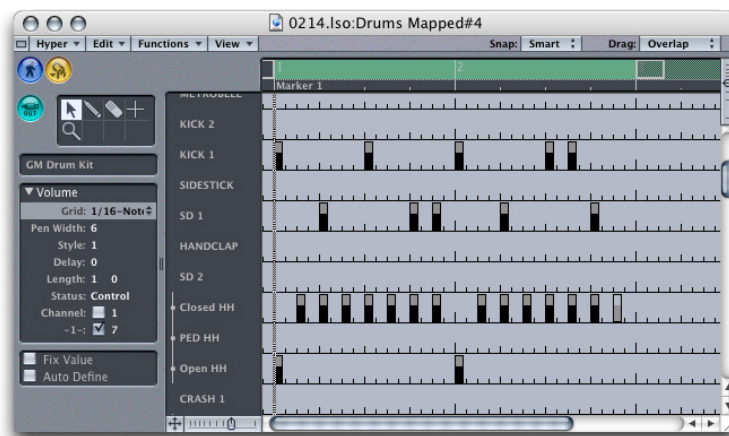 0214.lso:Drums Mapped#4
Hyper Edit Functions View Snap: Smart Drag: Overlap
1 2
Marker 1
OUT
METROBELL
KICK 2
KICK 1
GM Drum Kit
SIDESTICK
Volume
Grid: 1/16-Note
SD 1
Pen Width: 6
Style: 1
HANDCLAP
Delay: 0
Length: 1 0
SD 2
Status: Control
Channel: 1
Closed HH
-1-: 7
PED HH
Fix Value
Open HH
Auto Define
CRASH 1